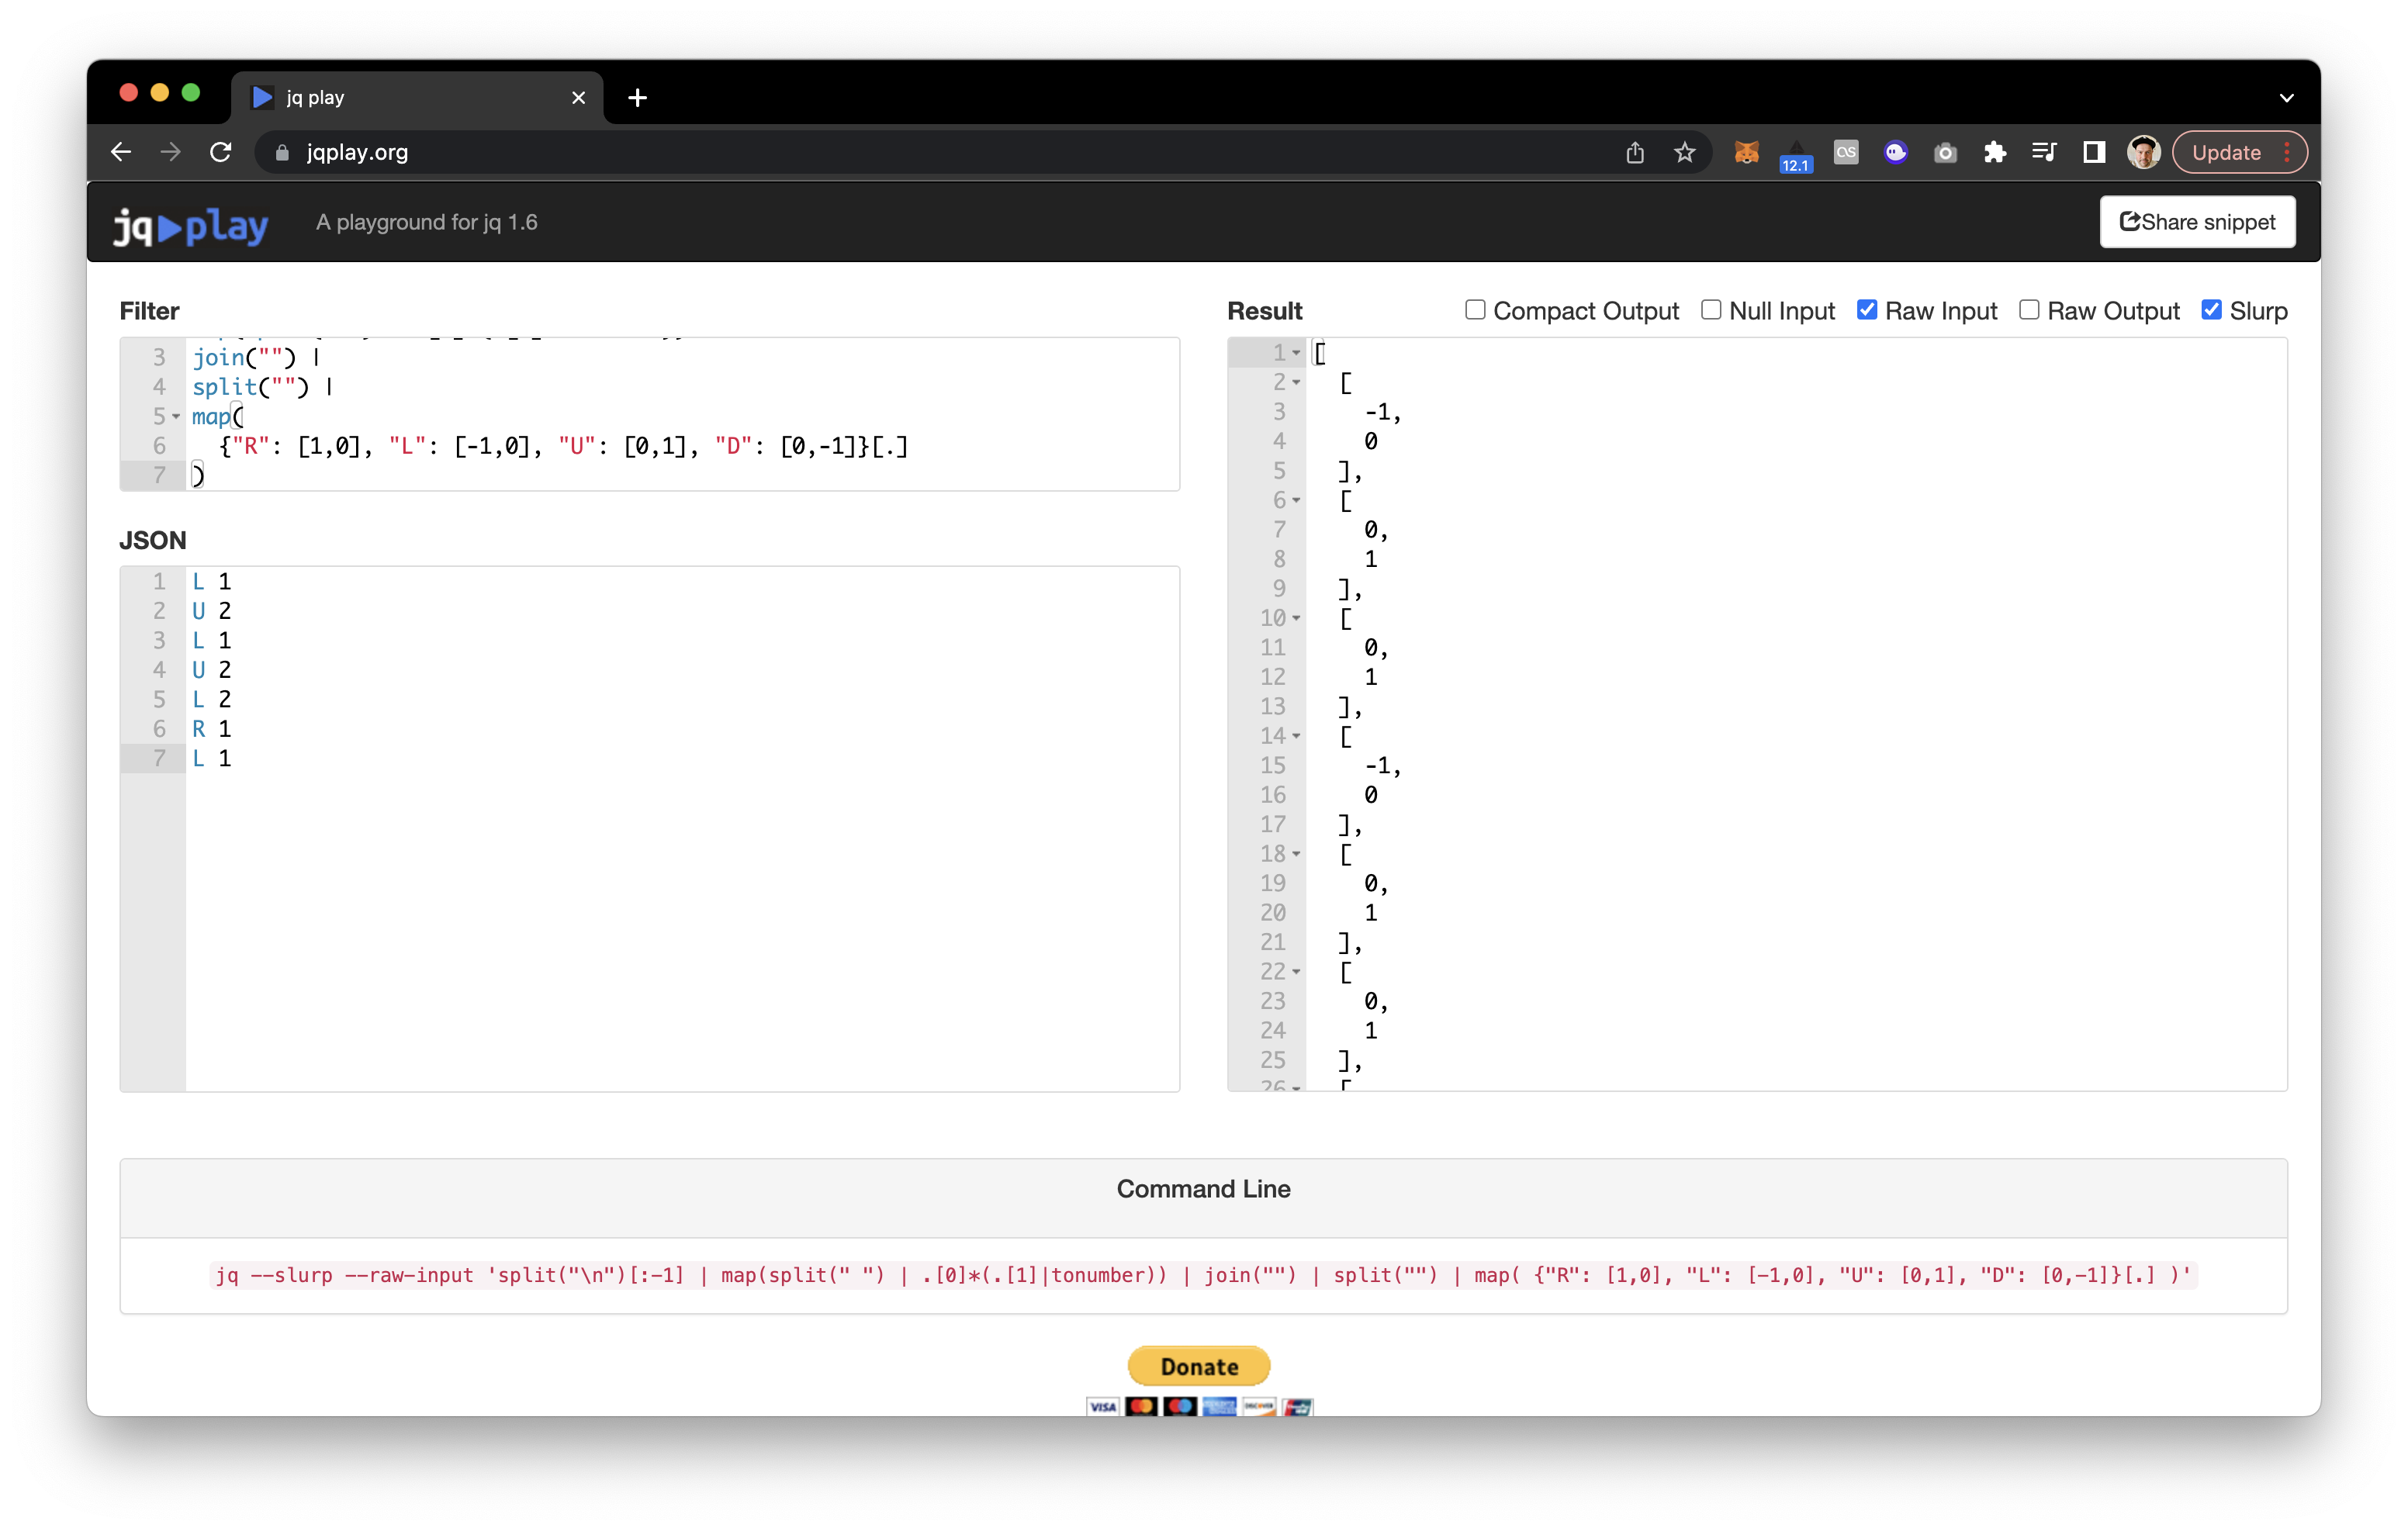 jq play
jqplay.org
12.1
Update
jq play
A playground for jq 1.6
Share snippet
Filter
3 join("") |
4 split("") |
5 map(
6 {"R": [1,0], "L": [-1,0], "U": [0,1], "D": [0,-1]}[.]
7 )
JSON
1 L 1
2 U 2
3 L 1
4 U 2
5 L 2
6 R 1
7 L 1
Result Compact Output Null Input Raw Input Raw Output Slurp
1 [
2 [
3 -1,
4 0
5 ],
6 [
7 0,
8 1
9 ],
10 [
11 0,
12 1
13 ],
14 [
15 -1,
16 0
17 ],
18 [
19 0,
20 1
21 ],
22 [
23 0,
24 1
25 ],
26 [
Command Line
jq --slurp --raw-input 'split("\n")[:-1] | map(split(" ") | .[0]*(.[1]|tonumber)) | join("") | split("") | map( {"R": [1,0], "L": [-1,0], "U": [0,1], "D": [0,-1]}[.] )'
Donate
VISA
DISCOVER